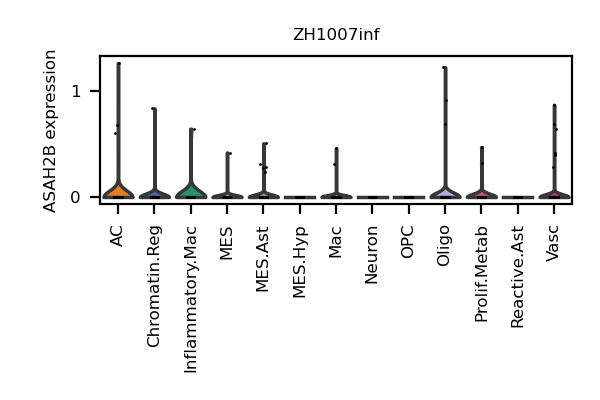 ZH1007inf
ASAH2B expression
1
0
AC
Chromatin.Reg
Inflammatory.Mac
MES
MES.Ast
MES.Hyp
Mac
Neuron
OPC
Oligo
Prolif.Metab
Reactive.Ast
Vasc